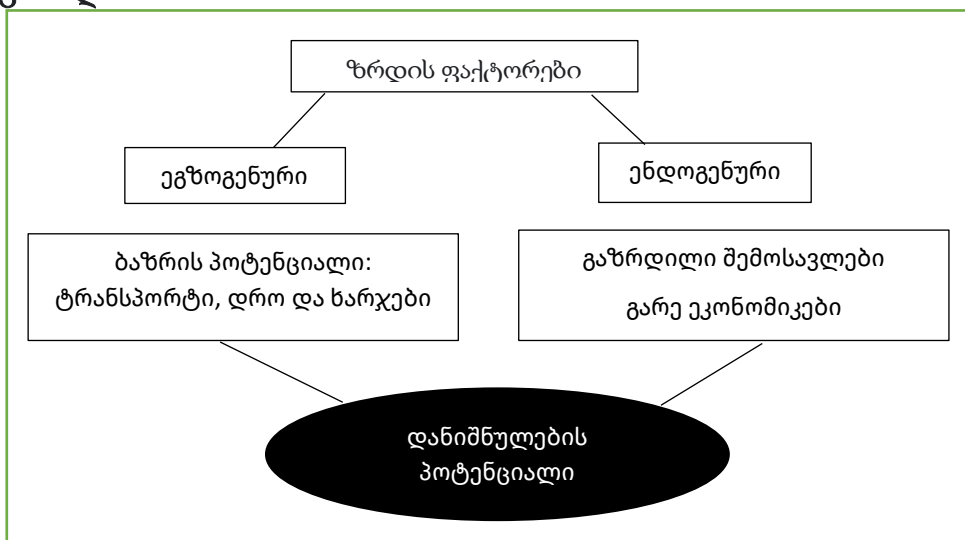 ზრდის ფაქტორები
ეგზოგენური
ენდოგენური
ბაზრის პოტენციალი:
ტრანსპორტი, დრო და ხარჯები
გაზრდილი შემოსავლები
გარე ეკონომიკები
დანიშნულების
პოტენციალი